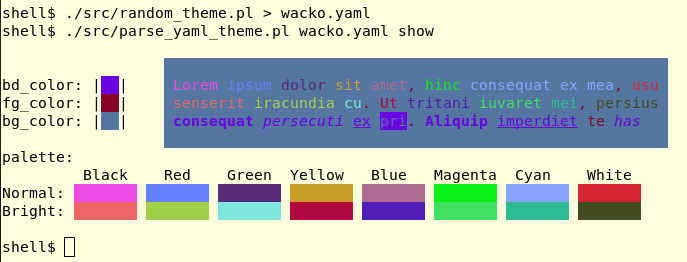 shell$ ./src/random_theme.pl > wacko.yaml
shell$ ./src/parse_yaml_theme.pl wacko.yaml show
bd_color: | | Lorem ipsum dolor sit amet, hinc consequat ex mea, usu
fg_color: | | senserit iracundia cu. Ut tritani iuvaret mei, persius
bg_color: | | consequat persecuti ex pri. Aliquip imperdiet te has
palette:
Black Red Green Yellow Blue Magenta Cyan White
Normal:
Bright:
shell$